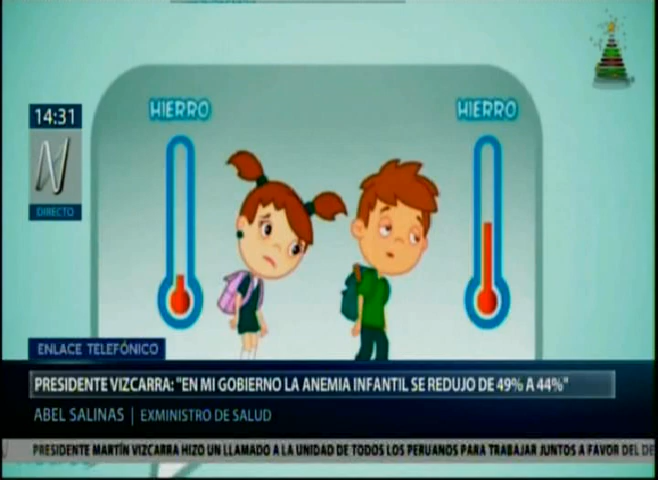 HIERRO
HIERRO
14:31
N
DIRECTO
ENLACE TELEFÓNICO
PRESIDENTE VIZCARRA: "EN MI GOBIERNO LA ANEMIA INFANTIL SE REDUJO DE 49% A 44%"
ABEL SALINAS | EXMINISTRO DE SALUD
PRESIDENTE MARTÍN VIZCARRA HIZO UN LLAMADO A LA UNIDAD DE TODOS LOS PERUANOS PARA TRABAJAR JUNTOS A FAVOR DEL DE